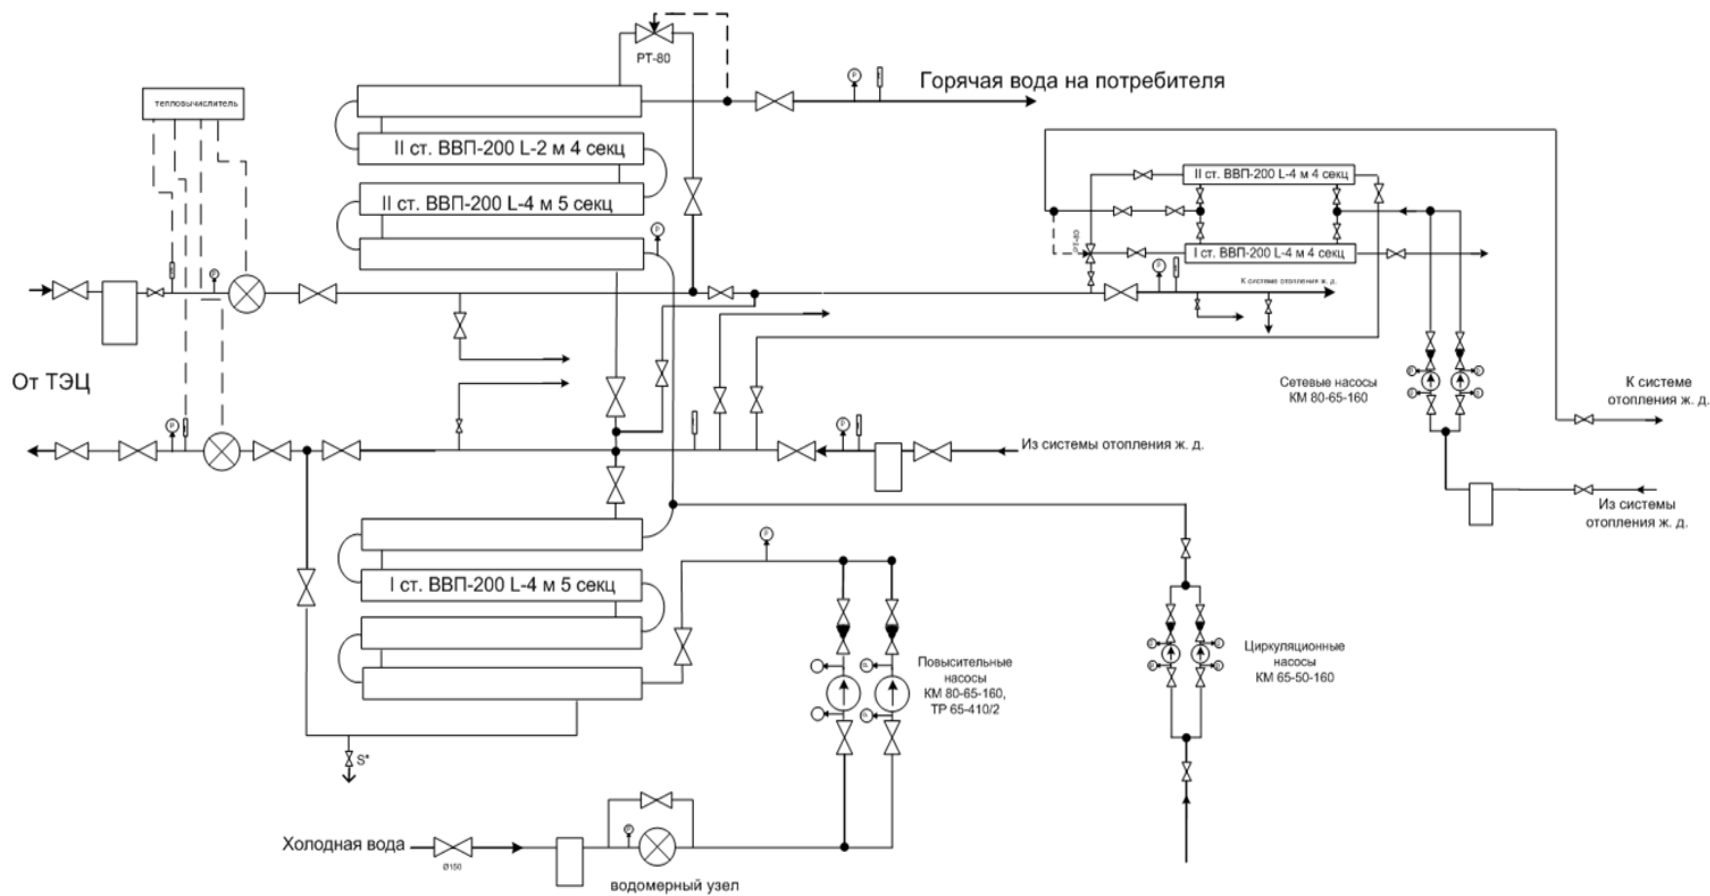 РТ-80
Горячая вода на потребителя
тепловычислитель
II ст. ВВП-200 L-2 м 4 секц
II ст. ВВП-200 L-4 м 5 секц
II ст. ВВП-200 L-4 м 4 секц
РТ-80
I ст. ВВП-200 L-4 м 4 секц
К системе отопления ж. д.
От ТЭЦ
Сетевые насосы
КМ 80-65-160
К системе
отопления ж. д.
Из системы отопления ж. д.
Из системы
отопления ж. д.
I ст. ВВП-200 L-4 м 5 секц
Повысительные
насосы
КМ 80-65-160,
ТР 65-410/2
Циркуляционные
насосы
КМ 65-50-160
S*
Холодная вода
Ø150
водомерный узел
P
P
P
P
P
P
P
P